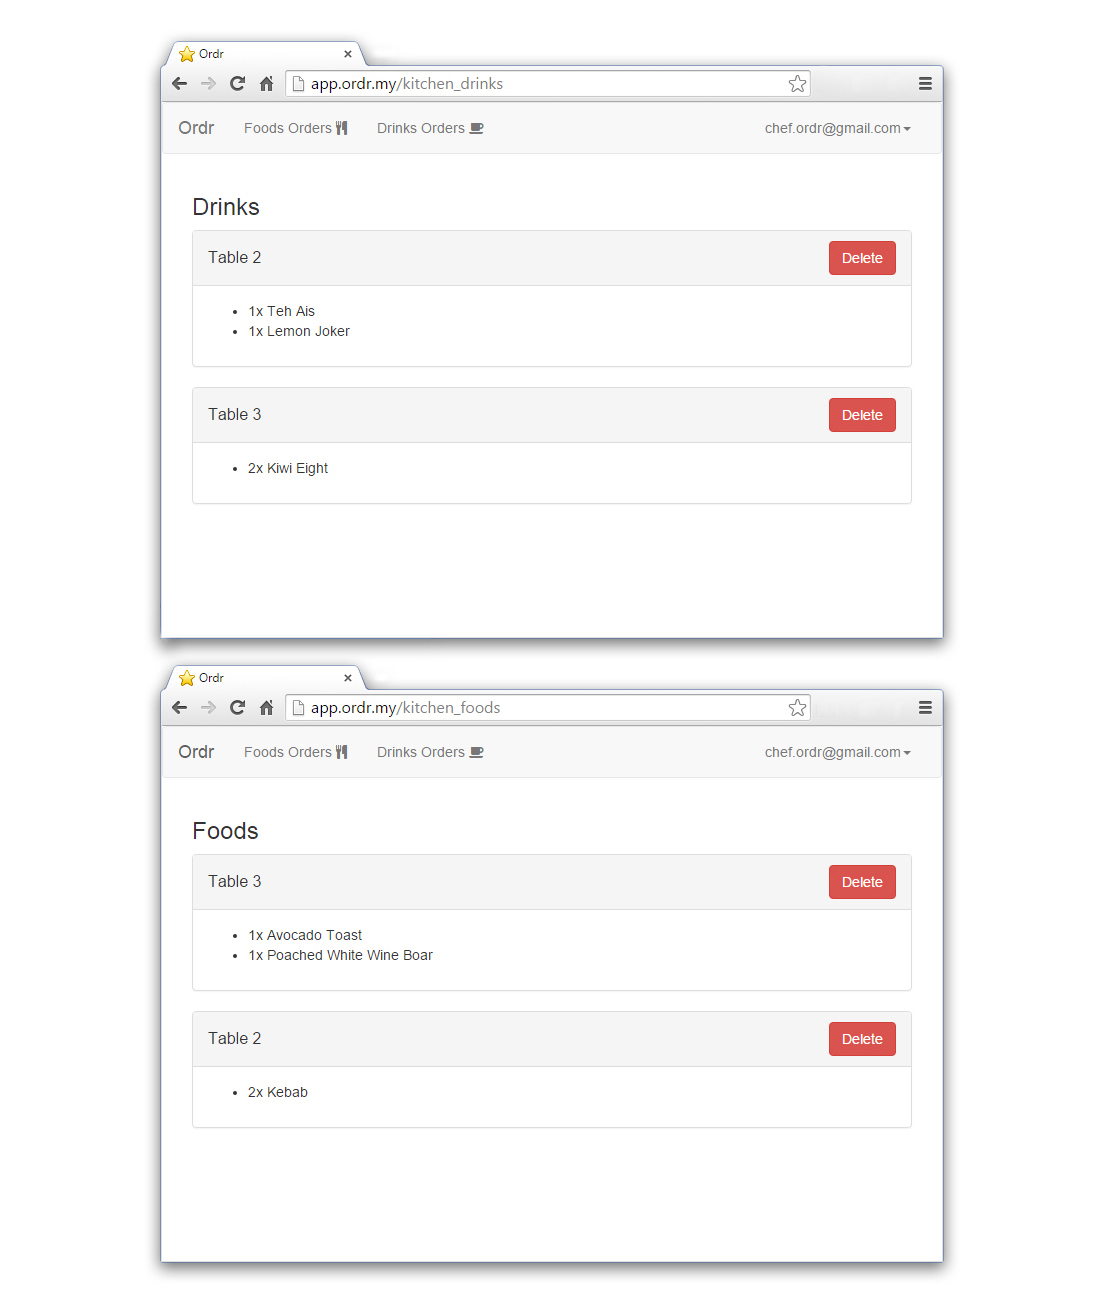 Ordr
app.ordr.my/kitchen_drinks
Ordr Foods Orders Drinks Orders chef.ordr@gmail.com
Drinks
Table 2 Delete
• 1x Teh Ais
• 1x Lemon Joker
Table 3 Delete
• 2x Kiwi Eight
Ordr
app.ordr.my/kitchen_foods
Ordr Foods Orders Drinks Orders chef.ordr@gmail.com
Foods
Table 3 Delete
• 1x Avocado Toast
• 1x Poached White Wine Boar
Table 2 Delete
• 2x Kebab